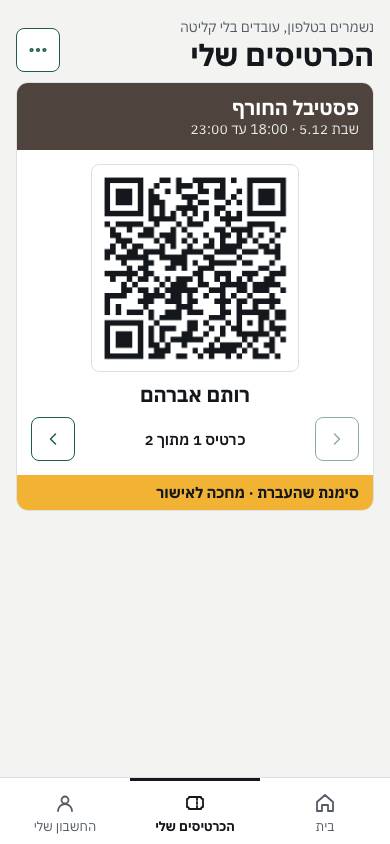 נשמרים בטלפון, עובדים בלי קליטה
הכרטיסים שלי
פסטיבל החורף
שבת 5.12 · 18:00 עד 23:00
רותם אברהם
כרטיס 1 מתוך 2
סימנת שהעברת · מחכה לאישור
בית
הכרטיסים שלי
החשבון שלי